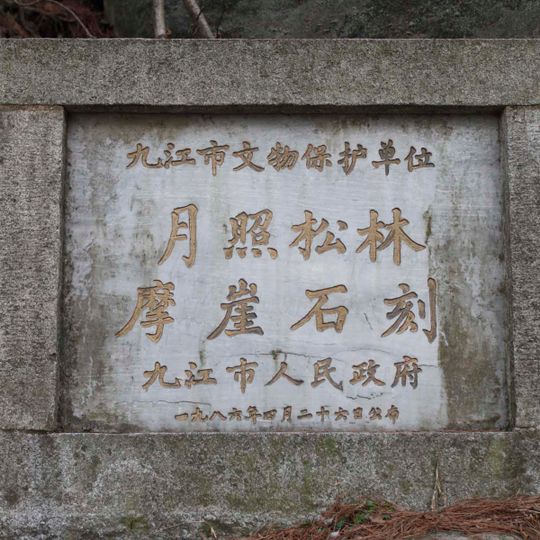 九江市文物保护单位
月照松林
摩崖石刻
九江市人民政府
一九八六年四月二十六日公布